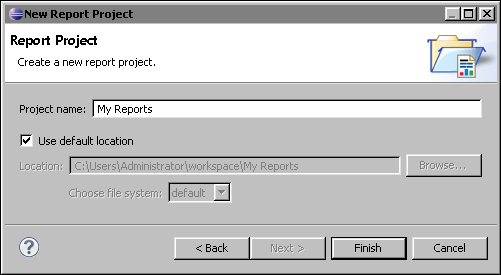 New Report Project
Report Project
Create a new report project.
Project name: My Reports
Use default location
Location: C:\Users\Administrator\workspace\My Reports Browse...
Choose file system: default
? < Back Next > Finish Cancel